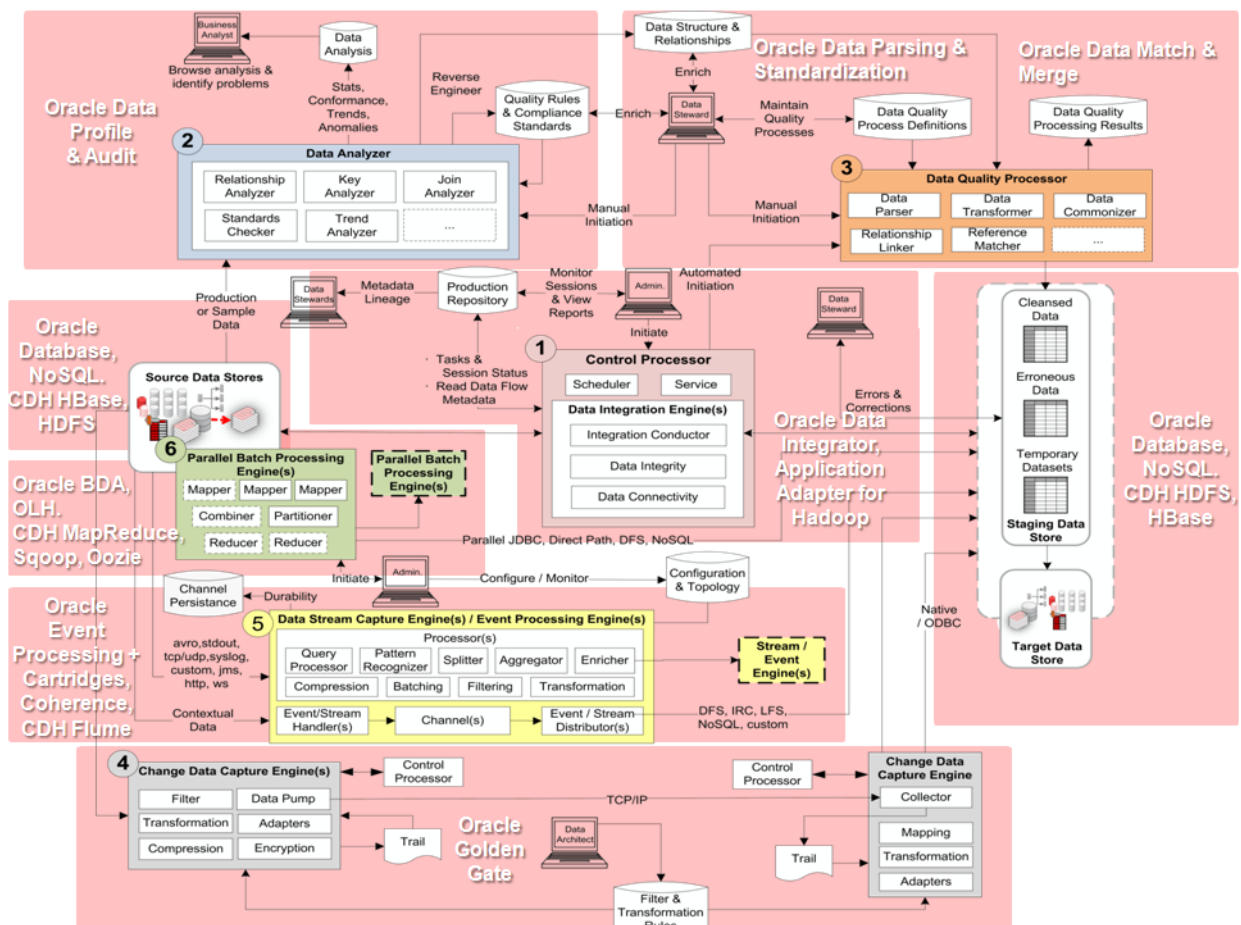 Business
Analyst
Browse analysis &
identify problems
Data
Analysis
Stats,
Conformance,
Trends,
Anomalies
Reverse
Engineer
Oracle Data
Profile
& Audit
Quality Rules
& Compliance
Standards
Enrich
Data Structure &
Relationships
Enrich
Data
Steward
Maintain
Quality
Processes
Oracle Data Parsing &
Standardization
Oracle Data Match &
Merge
Data Quality
Process Definitions
Data Quality
Processing Results
2
Data Analyzer
Relationship
Analyzer
Key
Analyzer
Join
Analyzer
Standards
Checker
Trend
Analyzer
...
Manual
Initiation
Manual
Initiation
3
Data Quality Processor
Data
Parser
Data
Transformer
Data
Commonizer
Relationship
Linker
Reference
Matcher
...
Production
or Sample
Data
Data
Stewards
Metadata
Lineage
Production
Repository
Monitor
Sessions
& View
Reports
Admin.
Initiate
Automated
Initiation
Data
Steward
Oracle
Database,
NoSQL.
CDH HBase,
HDFS
Source Data Stores
· Tasks &
Session Status
· Read Data Flow
Metadata
1
Control Processor
Scheduler
Service
Data Integration Engine(s)
Integration Conductor
Data Integrity
Data Connectivity
Errors &
Corrections
Oracle Data
Integrator,
Application
Adapter for
Hadoop
Cleansed
Data
Erroneous
Data
Temporary
Datasets
Staging Data
Store
Target Data
Store
Oracle
Database,
NoSQL.
CDH HDFS,
HBase
6
Parallel Batch Processing
Engine(s)
Mapper
Mapper
Mapper
Combiner
Partitioner
Reducer
Reducer
Parallel Batch
Processing
Engine(s)
Oracle BDA,
OLH.
CDH MapReduce,
Sqoop, Oozie
Parallel JDBC, Direct Path, DFS, NoSQL
Initiate
Admin.
Configure / Monitor
Configuration
& Topology
Channel
Persistance
Durability
Oracle
Event
Processing +
Cartridges,
Coherence,
CDH Flume
avro,stdout,
tcp/udp,syslog,
custom, jms,
http, ws
Contextual
Data
5
Data Stream Capture Engine(s) / Event Processing Engine(s)
Processor(s)
Query
Processor
Pattern
Recognizer
Splitter
Aggregator
Enricher
Compression
Batching
Filtering
Transformation
Event/Stream
Handler(s)
Channel(s)
Event / Stream
Distributor(s)
Stream /
Event
Engine(s)
DFS, IRC, LFS,
NoSQL, custom
Native
/ ODBC
4
Change Data Capture Engine(s)
Filter
Data Pump
Transformation
Adapters
Compression
Encryption
Control
Processor
Trail
TCP/IP
Oracle
Golden
Gate
Data
Architect
Filter &
Transformation
Rules
Control
Processor
Trail
Change Data
Capture Engine
Collector
Mapping
Transformation
Adapters